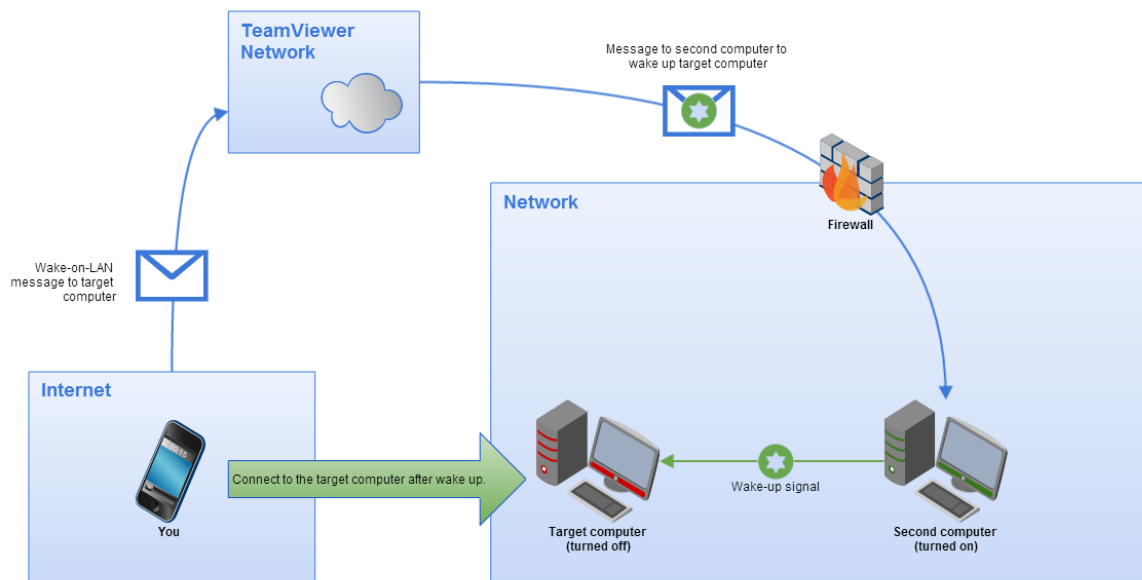 TeamViewer
Network
Message to second computer to
wake up target computer
Wake-on-LAN
message to target
computer
Network
Firewall
Internet
10:15
Connect to the target computer after wake up.
Wake-up signal
You
Target computer
(turned off)
Second computer
(turned on)